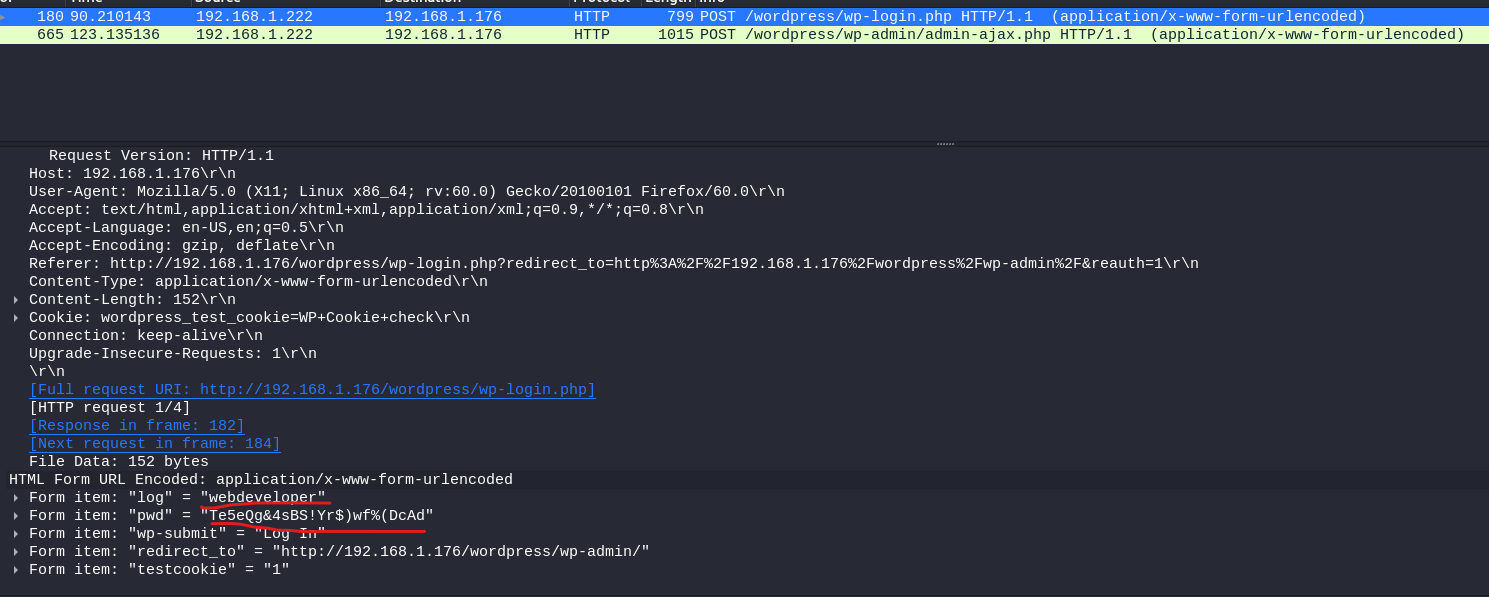 Time Source Destination Protocol Length Info
180 90.210143 192.168.1.222 192.168.1.176 HTTP 799 POST /wordpress/wp-login.php HTTP/1.1 (application/x-www-form-urlencoded)
665 123.135136 192.168.1.222 192.168.1.176 HTTP 1015 POST /wordpress/wp-admin/admin-ajax.php HTTP/1.1 (application/x-www-form-urlencoded)
Request Version: HTTP/1.1
Host: 192.168.1.176\r\n
User-Agent: Mozilla/5.0 (X11; Linux x86_64; rv:60.0) Gecko/20100101 Firefox/60.0\r\n
Accept: text/html,application/xhtml+xml,application/xml;q=0.9,*/*;q=0.8\r\n
Accept-Language: en-US,en;q=0.5\r\n
Accept-Encoding: gzip, deflate\r\n
Referer: http://192.168.1.176/wordpress/wp-login.php?redirect_to=http%3A%2F%2F192.168.1.176%2Fwordpress%2Fwp-admin%2F&reauth=1\r\n
Content-Type: application/x-www-form-urlencoded\r\n
Content-Length: 152\r\n
Cookie: wordpress_test_cookie=WP+Cookie+check\r\n
Connection: keep-alive\r\n
Upgrade-Insecure-Requests: 1\r\n
\r\n
[Full request URI: http://192.168.1.176/wordpress/wp-login.php]
[HTTP request 1/4]
[Response in frame: 182]
[Next request in frame: 184]
File Data: 152 bytes
HTML Form URL Encoded: application/x-www-form-urlencoded
Form item: "log" = "webdeveloper"
Form item: "pwd" = "Te5eQg&4sBS!Yr$)wf%(DcAd"
Form item: "wp-submit" = "Log In"
Form item: "redirect_to" = "http://192.168.1.176/wordpress/wp-admin/"
Form item: "testcookie" = "1"